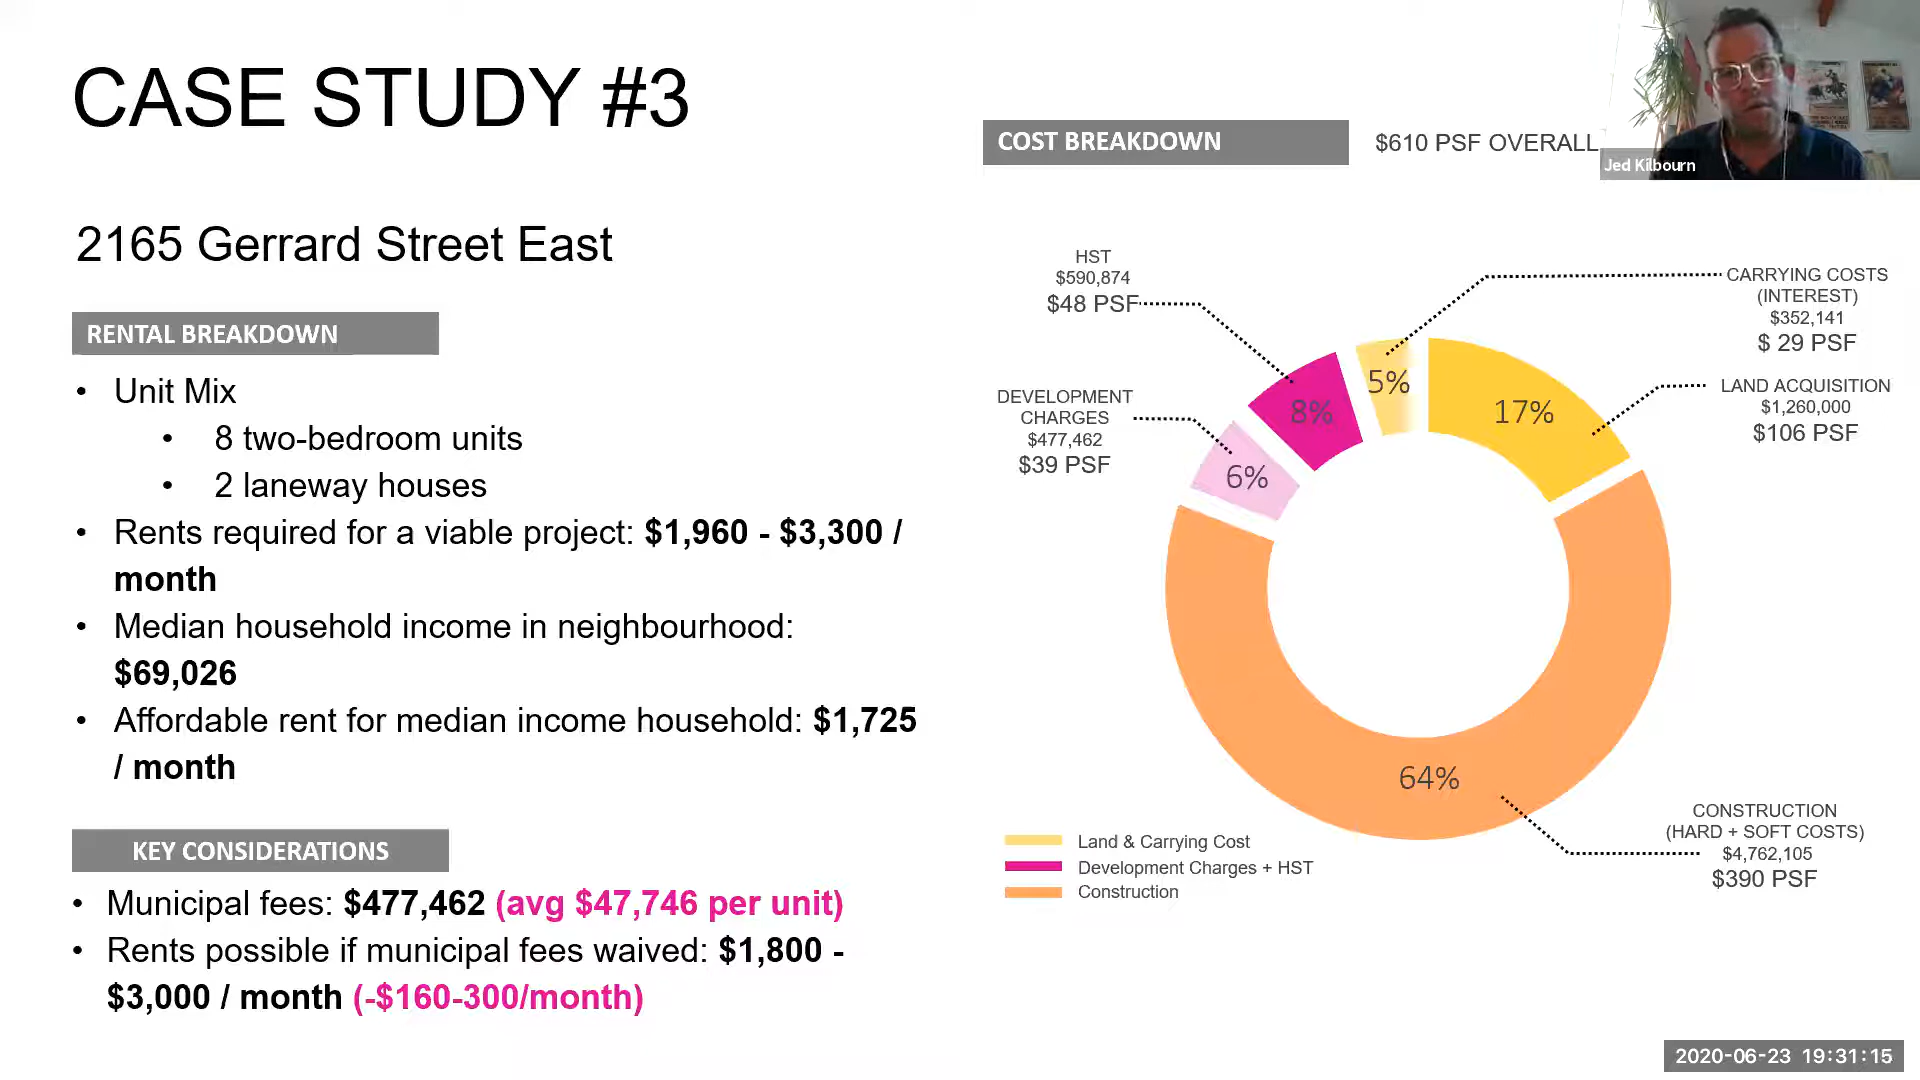 CASE STUDY #3
2165 Gerrard Street East
RENTAL BREAKDOWN
• Unit Mix
• 8 two-bedroom units
• 2 laneway houses
• Rents required for a viable project: $1,960 - $3,300 /
month
• Median household income in neighbourhood:
$69,026
• Affordable rent for median income household: $1,725
/ month
KEY CONSIDERATIONS
• Municipal fees: $477,462 (avg $47,746 per unit)
• Rents possible if municipal fees waived: $1,800 -
$3,000 / month (-$160-300/month)
COST BREAKDOWN
$610 PSF OVERALL
Jed Kilbourn
HST
$590,874
$48 PSF
CARRYING COSTS
(INTEREST)
$352,141
$ 29 PSF
DEVELOPMENT
CHARGES
$477,462
$39 PSF
LAND ACQUISITION
$1,260,000
$106 PSF
5%
17%
8%
6%
64%
CONSTRUCTION
(HARD + SOFT COSTS)
$4,762,105
$390 PSF
Land & Carrying Cost
Development Charges + HST
Construction
2020-06-23 19:31:15